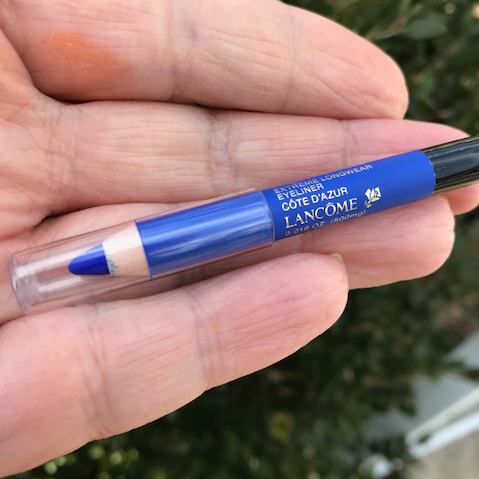 EXTREME LONGWEAR
EYELINER
CÔTE D'AZUR
LANCÔME
0.018 OZ. (500mg)